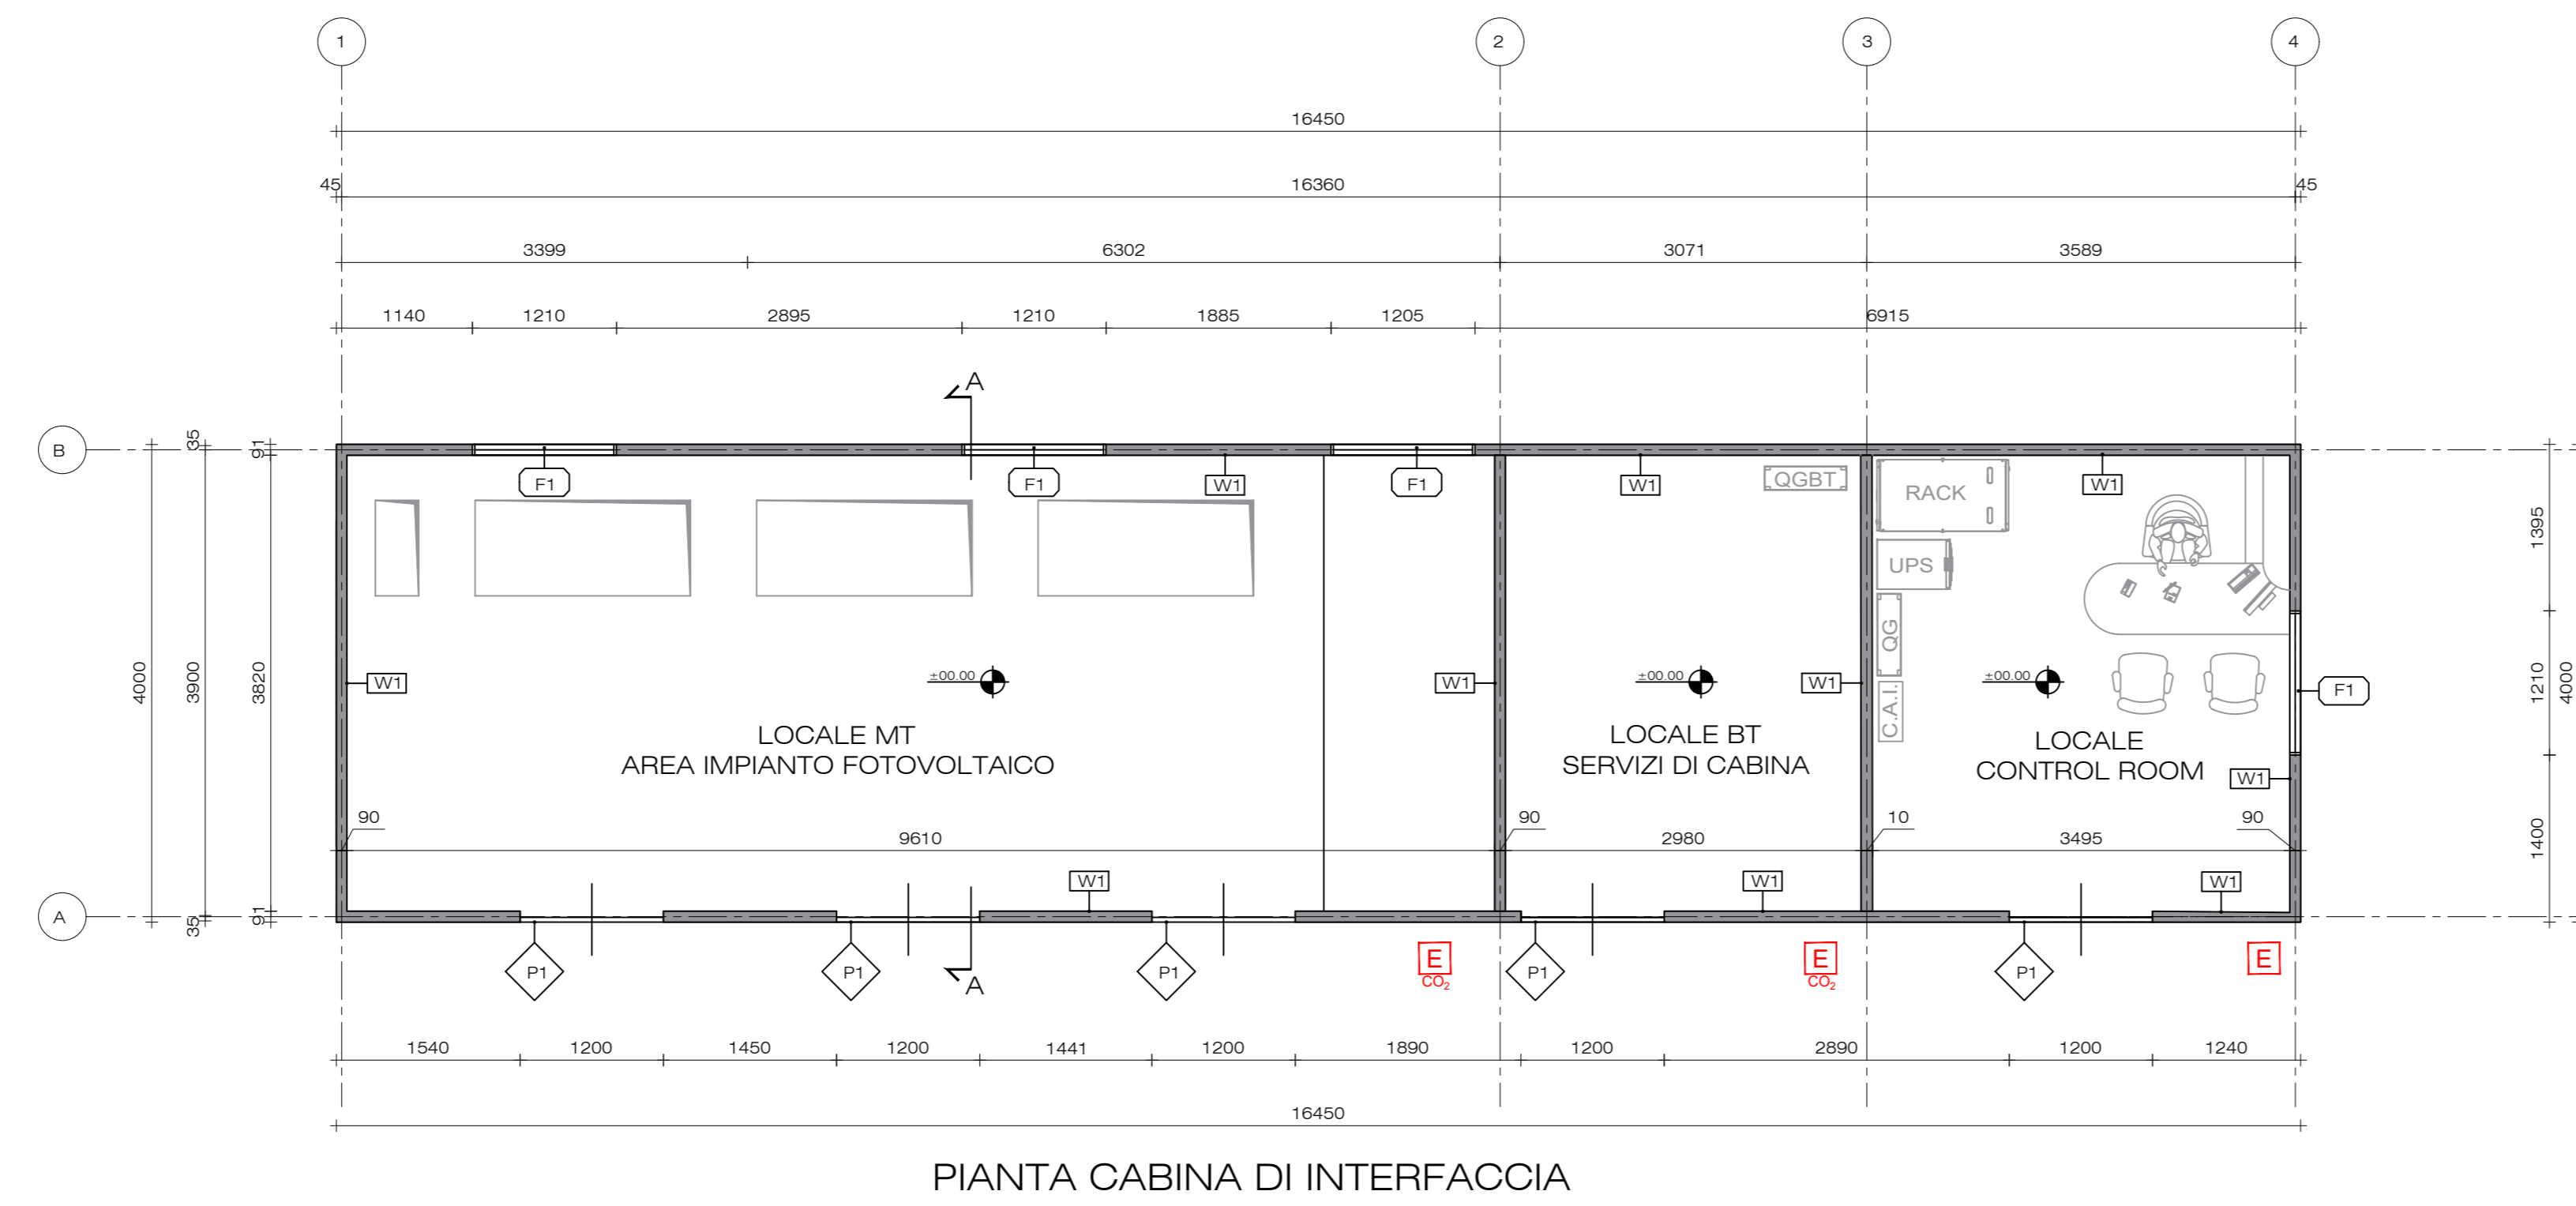 1 2 3 4
16450
45 16360 45
3399 6302 3071 3589
1140 1210 2895 1210 1885 1205 6915
A
B
35
91
F1 F1 W1 F1 W1 QGBT RACK W1
UPS
QG
C.A.I.
1395
4000 3900 3820
W1 ±00.00 W1 ±00.00 W1 ±00.00 F1
1210 4000
LOCALE MT
AREA IMPIANTO FOTOVOLTAICO
LOCALE BT
SERVIZI DI CABINA
LOCALE
CONTROL ROOM
W1
90 90 10 90
9610 2980 3495
1400
W1 W1 W1
A
91
35
P1 P1 P1 P1 P1
E
CO2
E
CO2
E
A
1540 1200 1450 1200 1441 1200 1890 1200 2890 1200 1240
16450
PIANTA CABINA DI INTERFACCIA